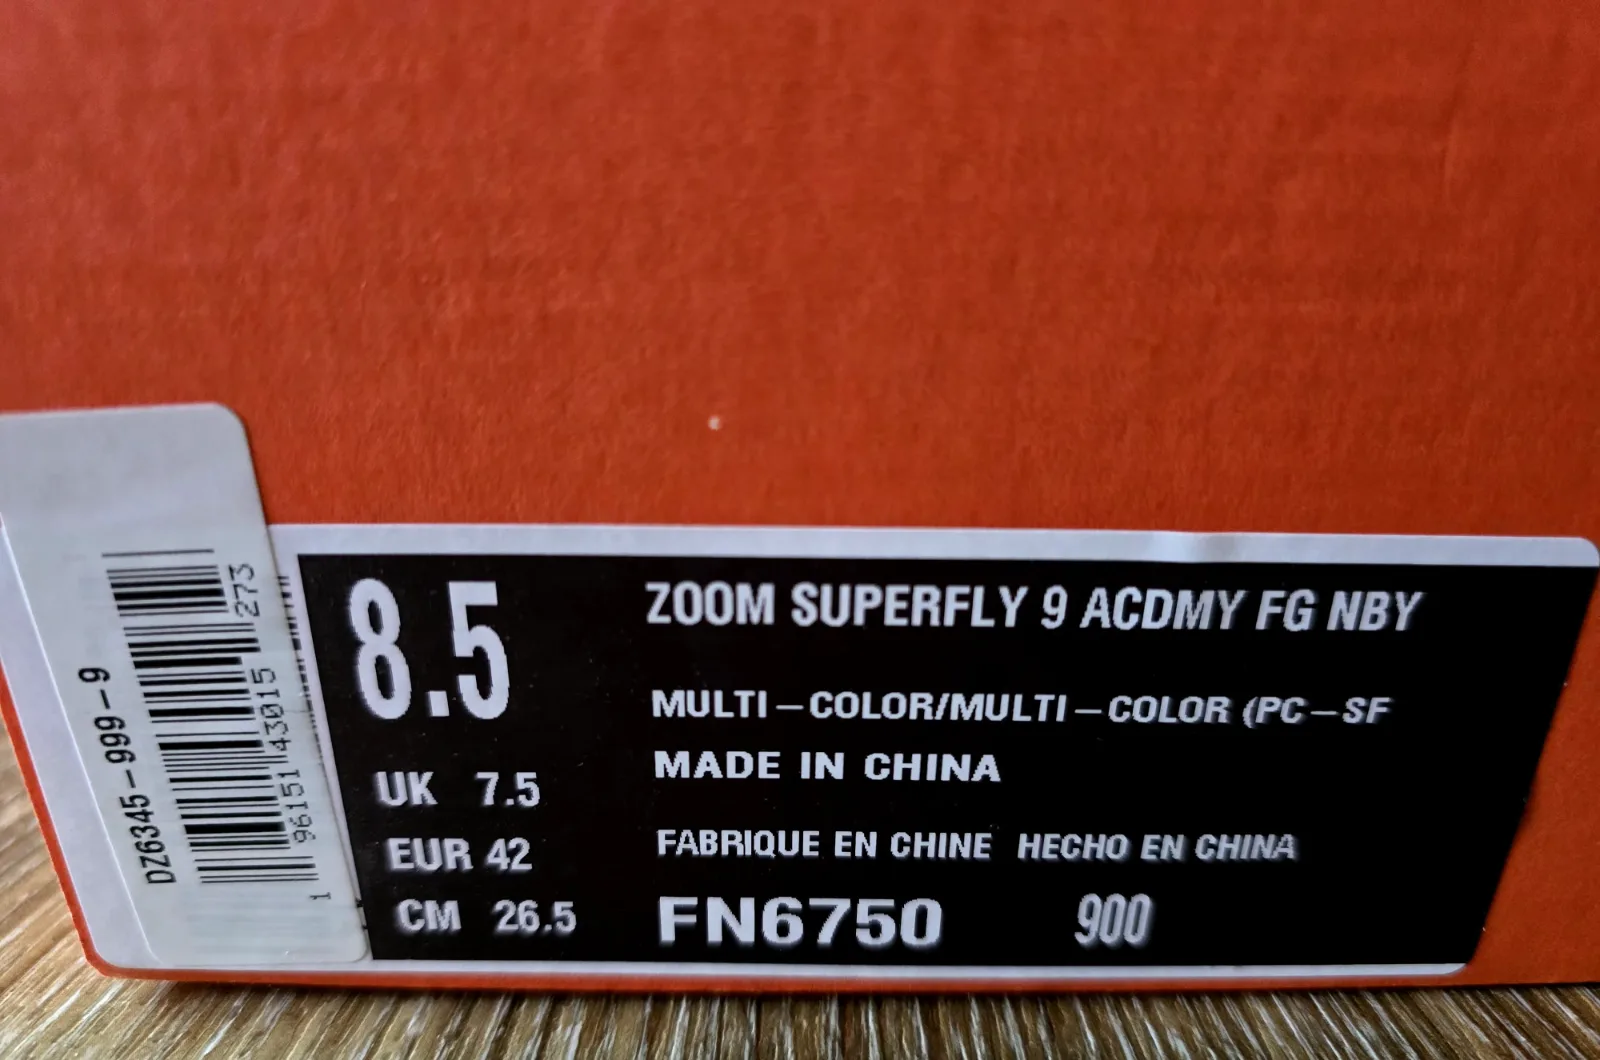 8.5
UK 7.5
EUR 42
CM 26.5
ZOOM SUPERFLY 9 ACDMY FG NBY
MULTI-COLOR/MULTI-COLOR (PC-SF
MADE IN CHINA
FABRIQUE EN CHINE HECHO EN CHINA
FN6750 900
DZ6345-999-9
1 96151 43015 273